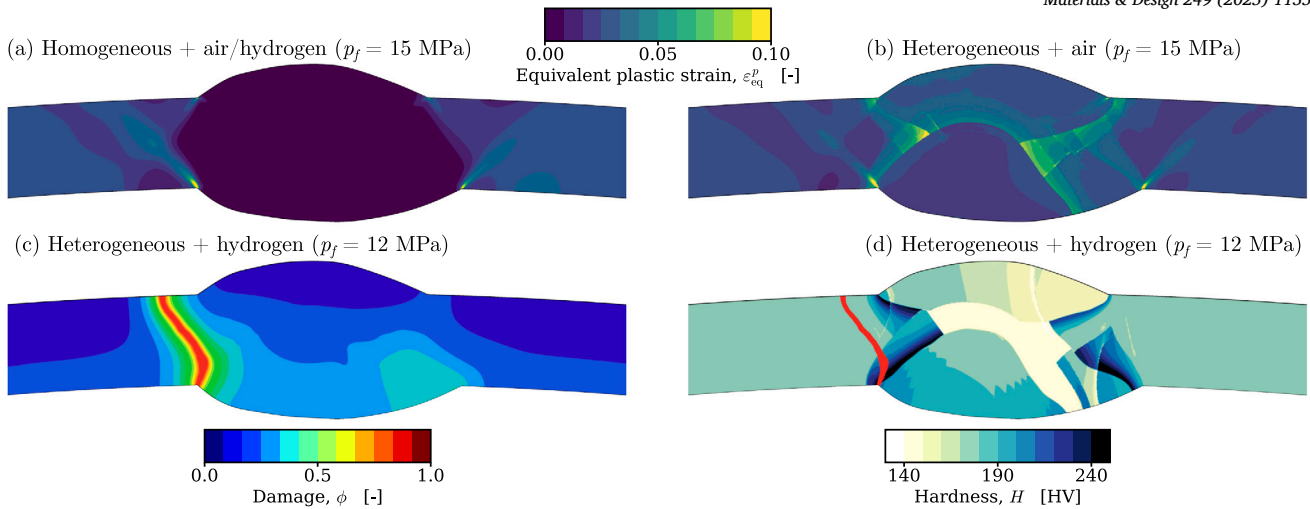 Materials & Design 249 (2025)
(a) Homogeneous + air/hydrogen (p_f = 15 MPa)
0.00 0.05 0.10
Equivalent plastic strain, ε^p_eq [-]
(b) Heterogeneous + air (p_f = 15 MPa)
(c) Heterogeneous + hydrogen (p_f = 12 MPa)
(d) Heterogeneous + hydrogen (p_f = 12 MPa)
0.0 0.5 1.0
Damage, ϕ [-]
140 190 240
Hardness, H [HV]